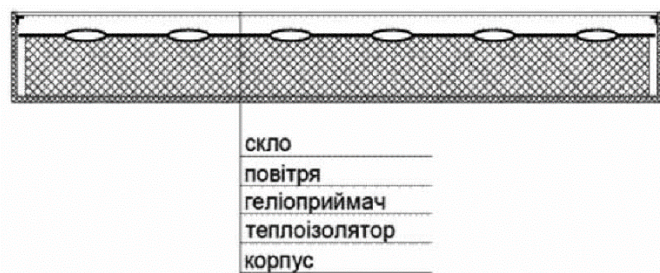 скло
повітря
геліоприймач
теплоізолятор
корпус